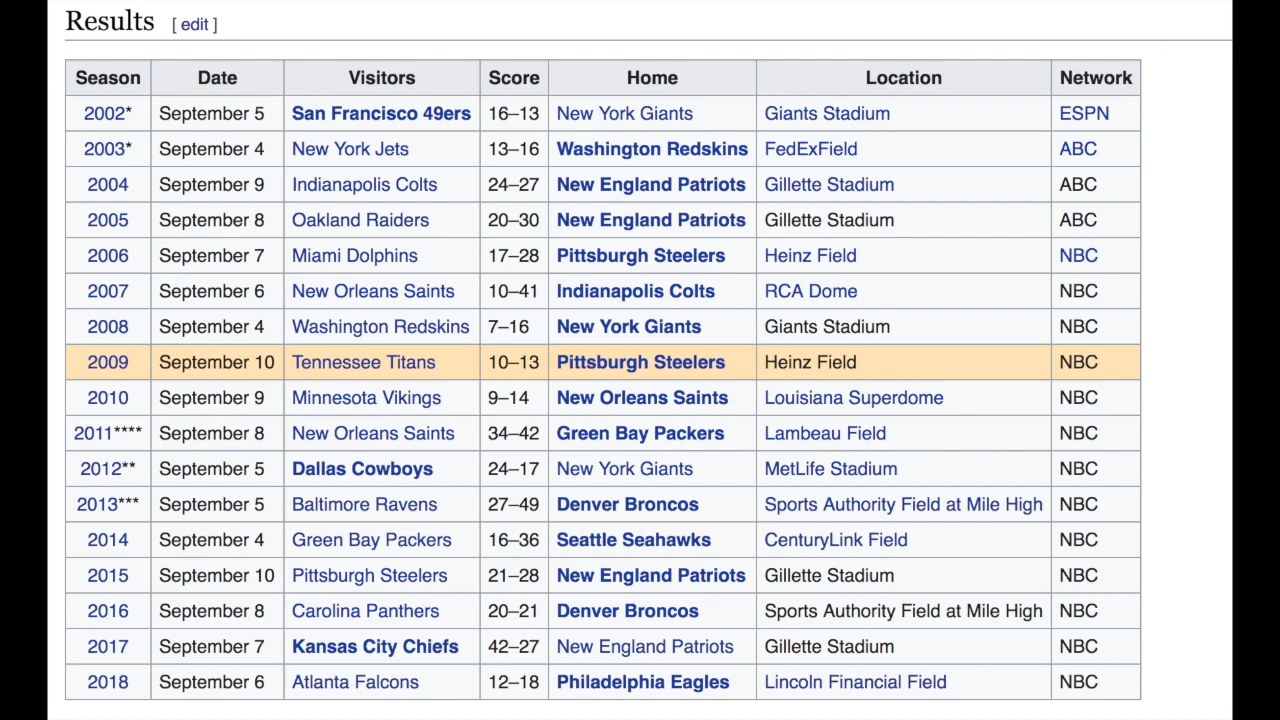 Results [ edit ]
Season Date Visitors Score Home Location Network
2002* September 5 San Francisco 49ers 16–13 New York Giants Giants Stadium ESPN
2003* September 4 New York Jets 13–16 Washington Redskins FedExField ABC
2004 September 9 Indianapolis Colts 24–27 New England Patriots Gillette Stadium ABC
2005 September 8 Oakland Raiders 20–30 New England Patriots Gillette Stadium ABC
2006 September 7 Miami Dolphins 17–28 Pittsburgh Steelers Heinz Field NBC
2007 September 6 New Orleans Saints 10–41 Indianapolis Colts RCA Dome NBC
2008 September 4 Washington Redskins 7–16 New York Giants Giants Stadium NBC
2009 September 10 Tennessee Titans 10–13 Pittsburgh Steelers Heinz Field NBC
2010 September 9 Minnesota Vikings 9–14 New Orleans Saints Louisiana Superdome NBC
2011**** September 8 New Orleans Saints 34–42 Green Bay Packers Lambeau Field NBC
2012** September 5 Dallas Cowboys 24–17 New York Giants MetLife Stadium NBC
2013*** September 5 Baltimore Ravens 27–49 Denver Broncos Sports Authority Field at Mile High NBC
2014 September 4 Green Bay Packers 16–36 Seattle Seahawks CenturyLink Field NBC
2015 September 10 Pittsburgh Steelers 21–28 New England Patriots Gillette Stadium NBC
2016 September 8 Carolina Panthers 20–21 Denver Broncos Sports Authority Field at Mile High NBC
2017 September 7 Kansas City Chiefs 42–27 New England Patriots Gillette Stadium NBC
2018 September 6 Atlanta Falcons 12–18 Philadelphia Eagles Lincoln Financial Field NBC